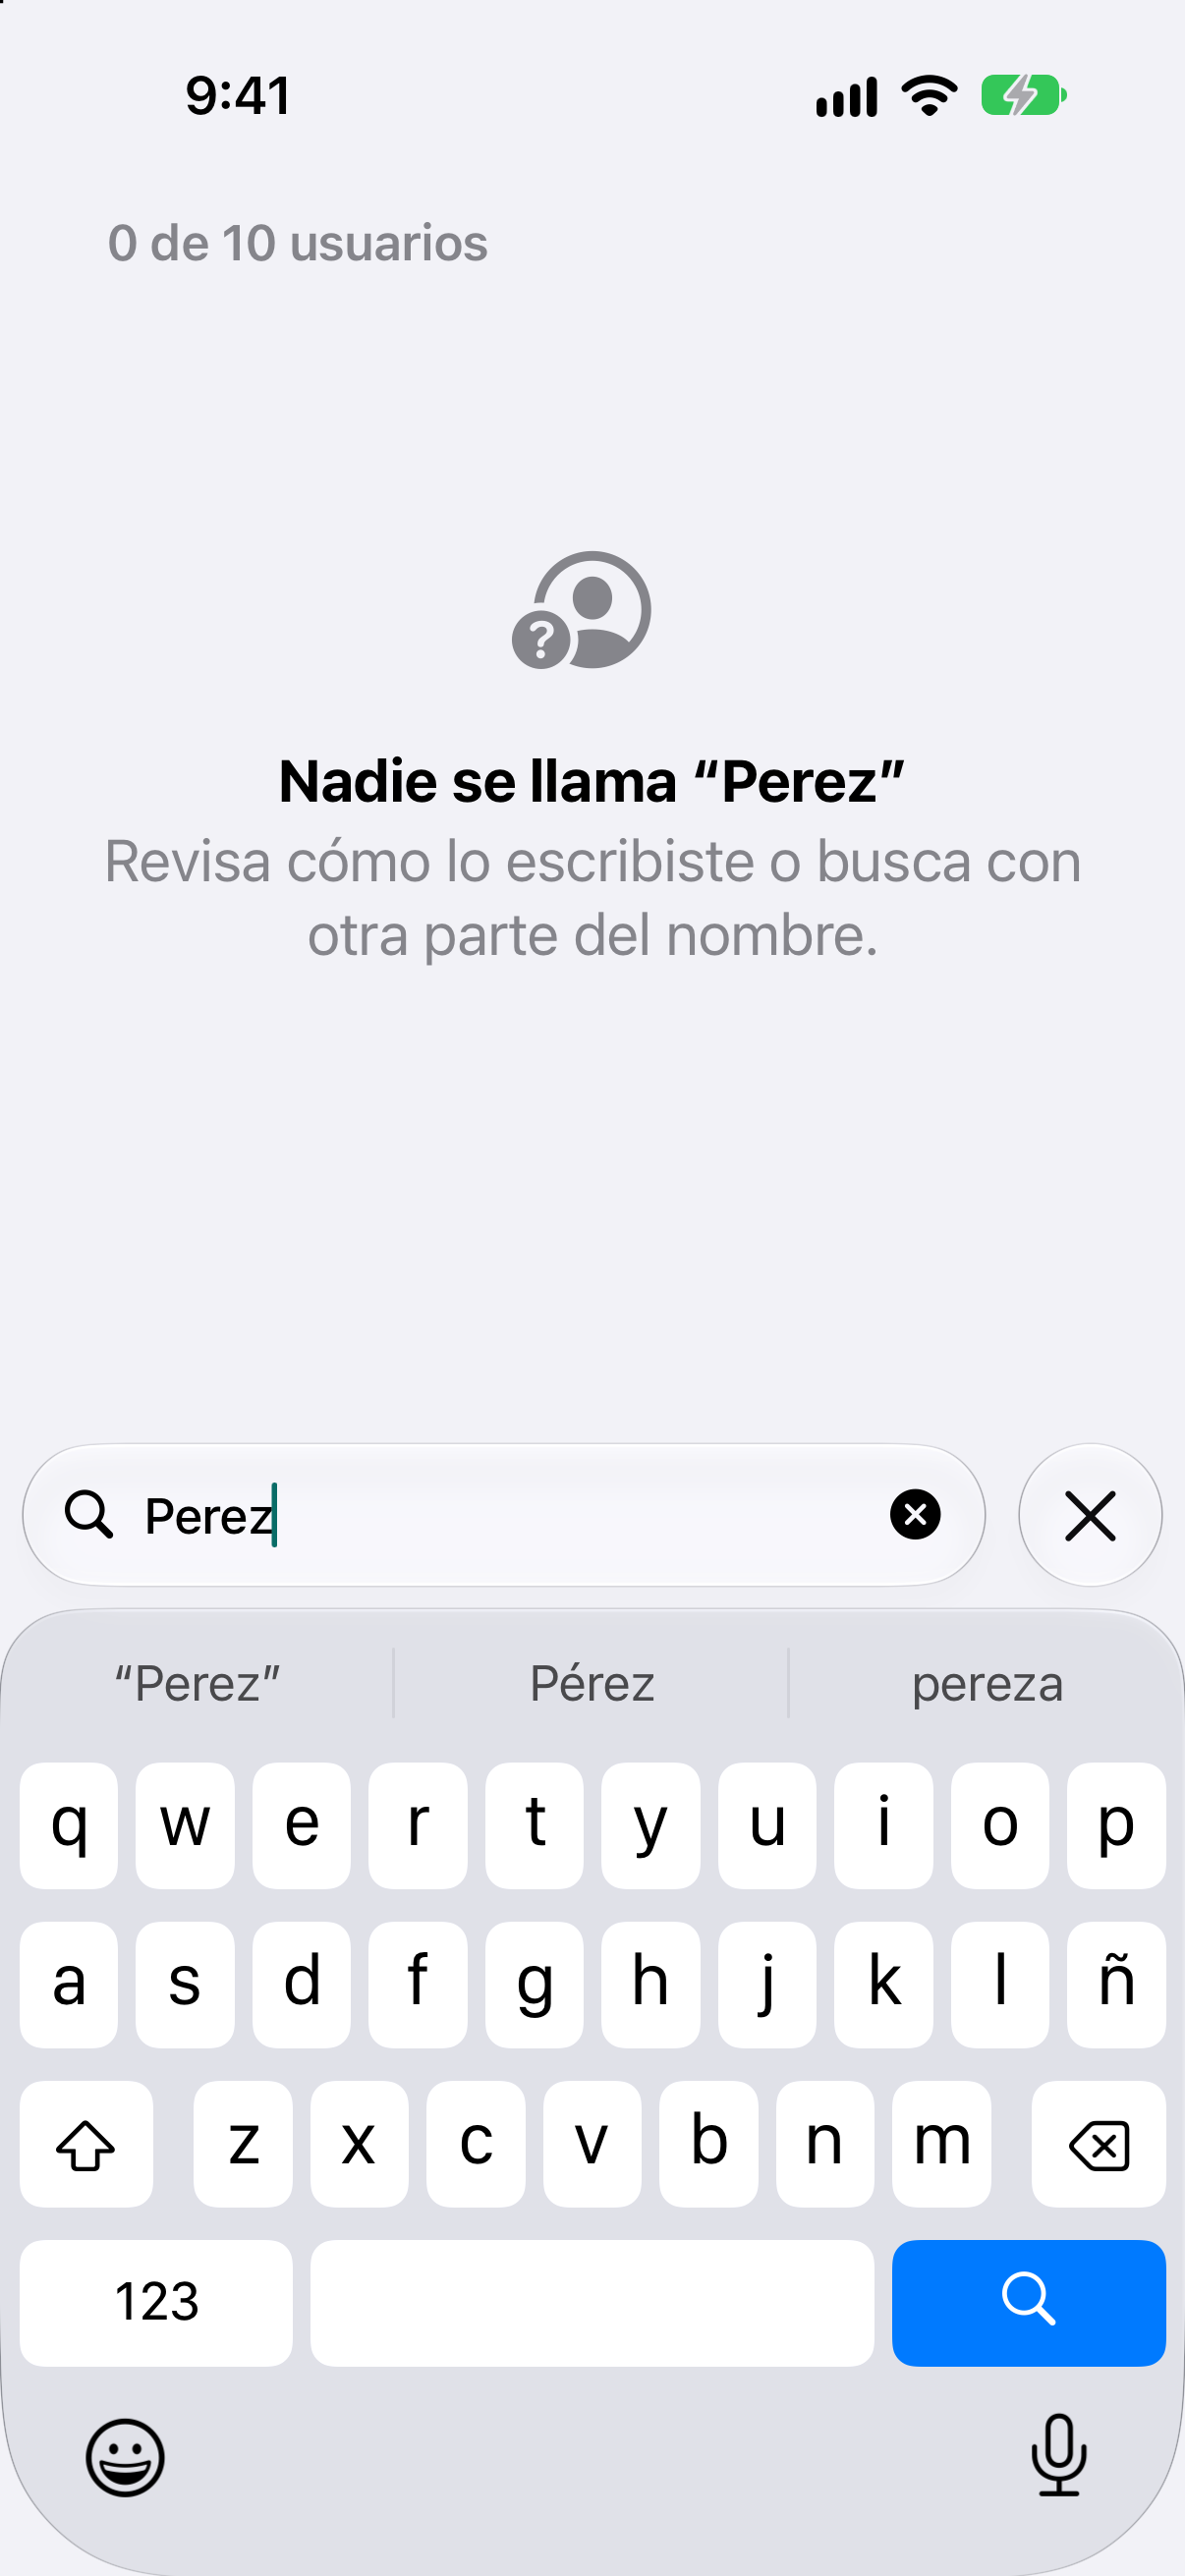 9:41
0 de 10 usuarios
?
Nadie se llama “Perez”
Revisa cómo lo escribiste o busca con
otra parte del nombre.
Perez
“Perez” Pérez pereza
q w e r t y u i o p
a s d f g h j k l ñ
z x c v b n m
123